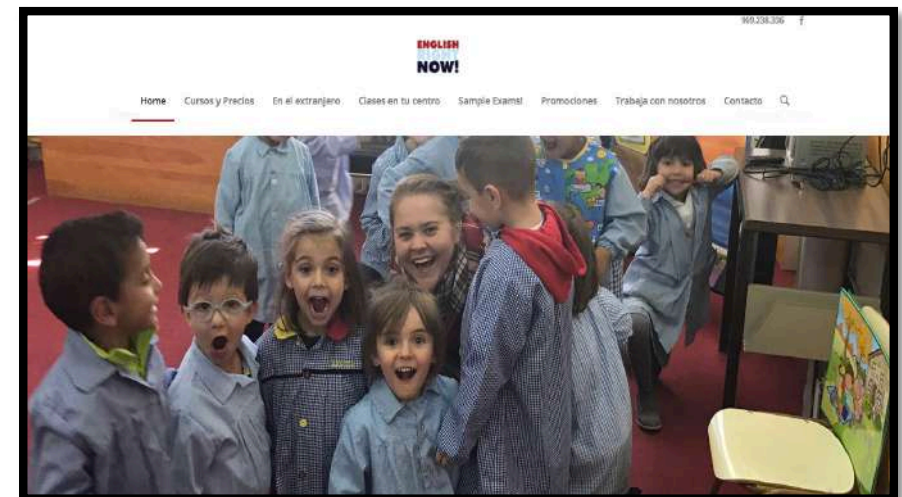 969.238.336 f
ENGLISH
RIGHT
NOW!
Home Cursos y Precios En el extranjero Clases en tu centro Sample Exams! Promociones Trabaja con nosotros Contacto